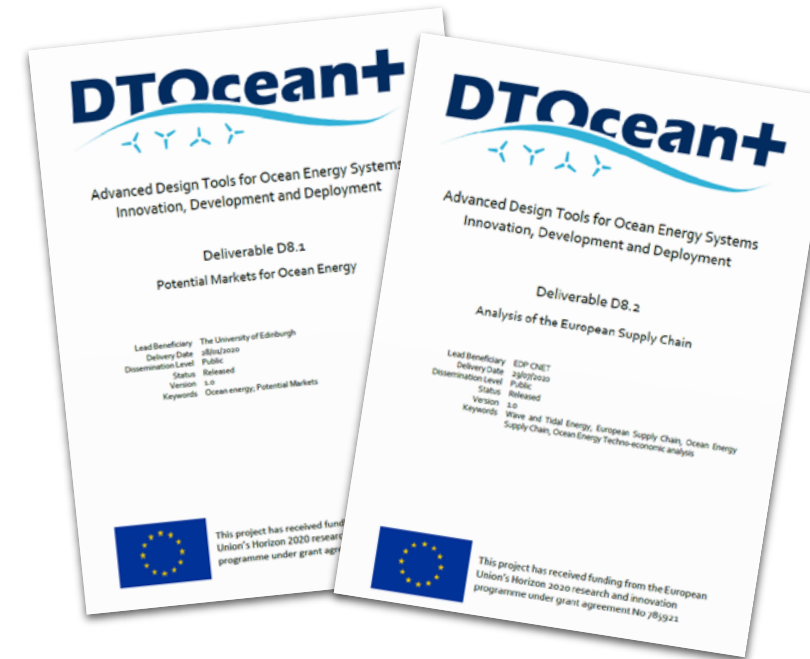 DTOcean+
Advanced Design Tools for Ocean Energy Systems
Innovation, Development and Deployment
Deliverable D8.1
Potential Markets for Ocean Energy
Lead Beneficiary The University of Edinburgh
Delivery Date 28/01/2020
Dissemination Level Public
Status Released
Version 1.0
Keywords Ocean energy; Potential Markets
This project has received fund
Union's Horizon 2020 researc
programme under grant agre
DTOcean+
Advanced Design Tools for Ocean Energy Systems
Innovation, Development and Deployment
Deliverable D8.2
Analysis of the European Supply Chain
Lead Beneficiary EDP CNET
Delivery Date 29/07/2020
Dissemination Level Public
Status Released
Version 1.0
Keywords Wave and Tidal Energy, European Supply Chain, Ocean Energy
Supply Chain, Ocean Energy Techno-economic analysis
This project has received funding from the European
Union's Horizon 2020 research and innovation
programme under grant agreement No 785921